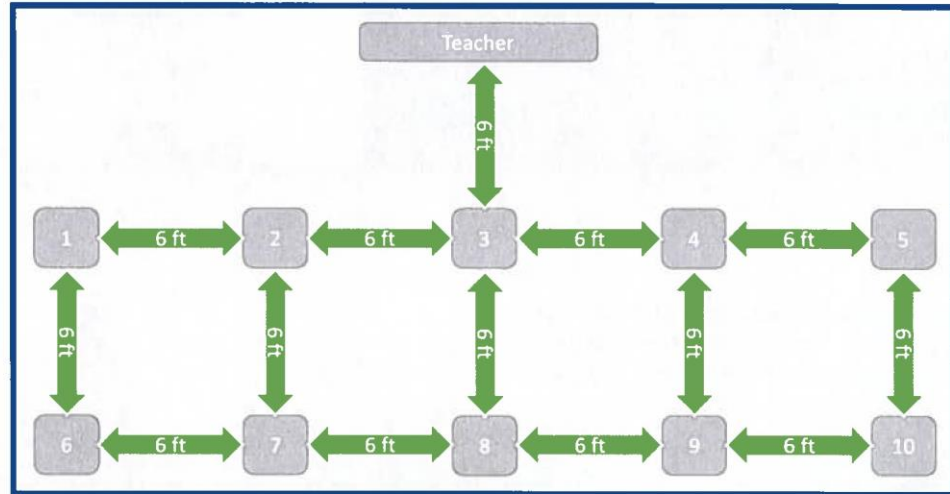 Teacher
6 ft
1 6 ft 2 6 ft 3 6 ft 4 6 ft 5
6 ft 6 ft 6 ft 6 ft 6 ft
6 6 ft 7 6 ft 8 6 ft 9 6 ft 10